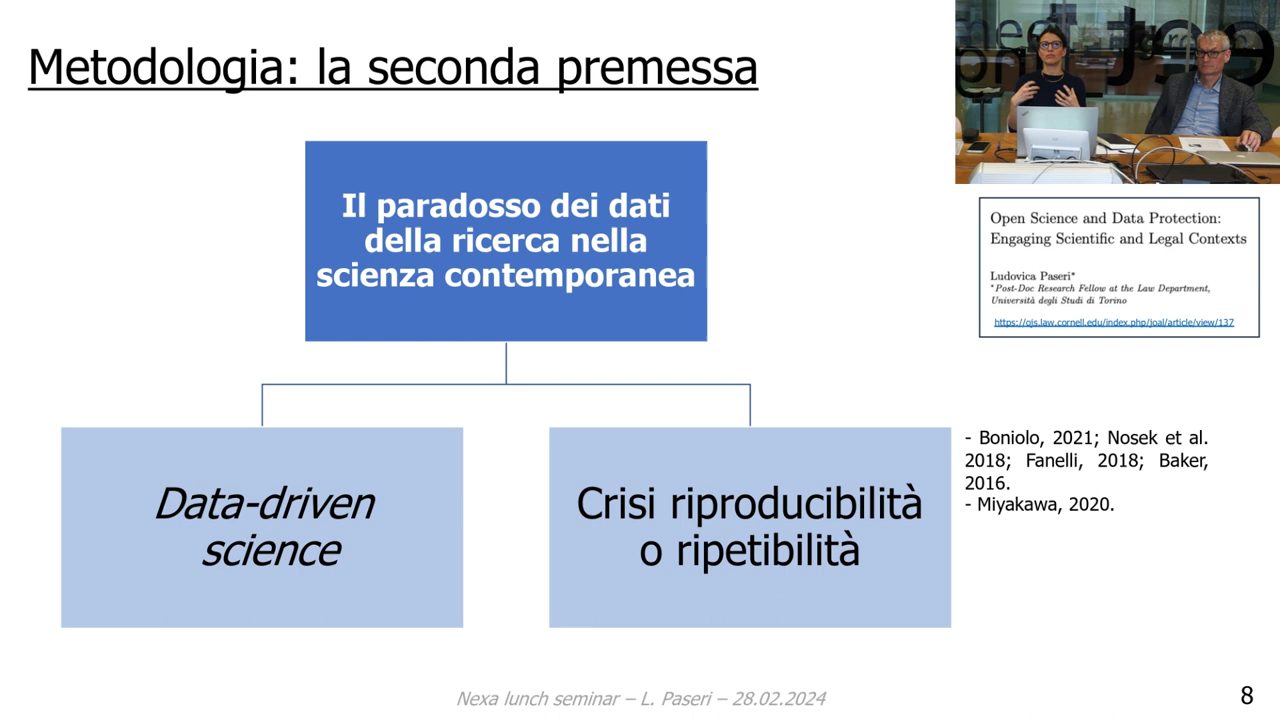 Metodologia: la seconda premessa
Il paradosso dei dati
della ricerca nella
scienza contemporanea
Data-driven
science
Crisi riproducibilità
o ripetibilità
Open Science and Data Protection:
Engaging Scientific and Legal Contexts
Ludovica Paseri*
*Post-Doc Research Fellow at the Law Department,
Università degli Studi di Torino
https://ojs.law.cornell.edu/index.php/joal/article/view/137
- Boniolo, 2021; Nosek et al.
2018; Fanelli, 2018; Baker,
2016.
- Miyakawa, 2020.
Nexa lunch seminar – L. Paseri – 28.02.2024
8